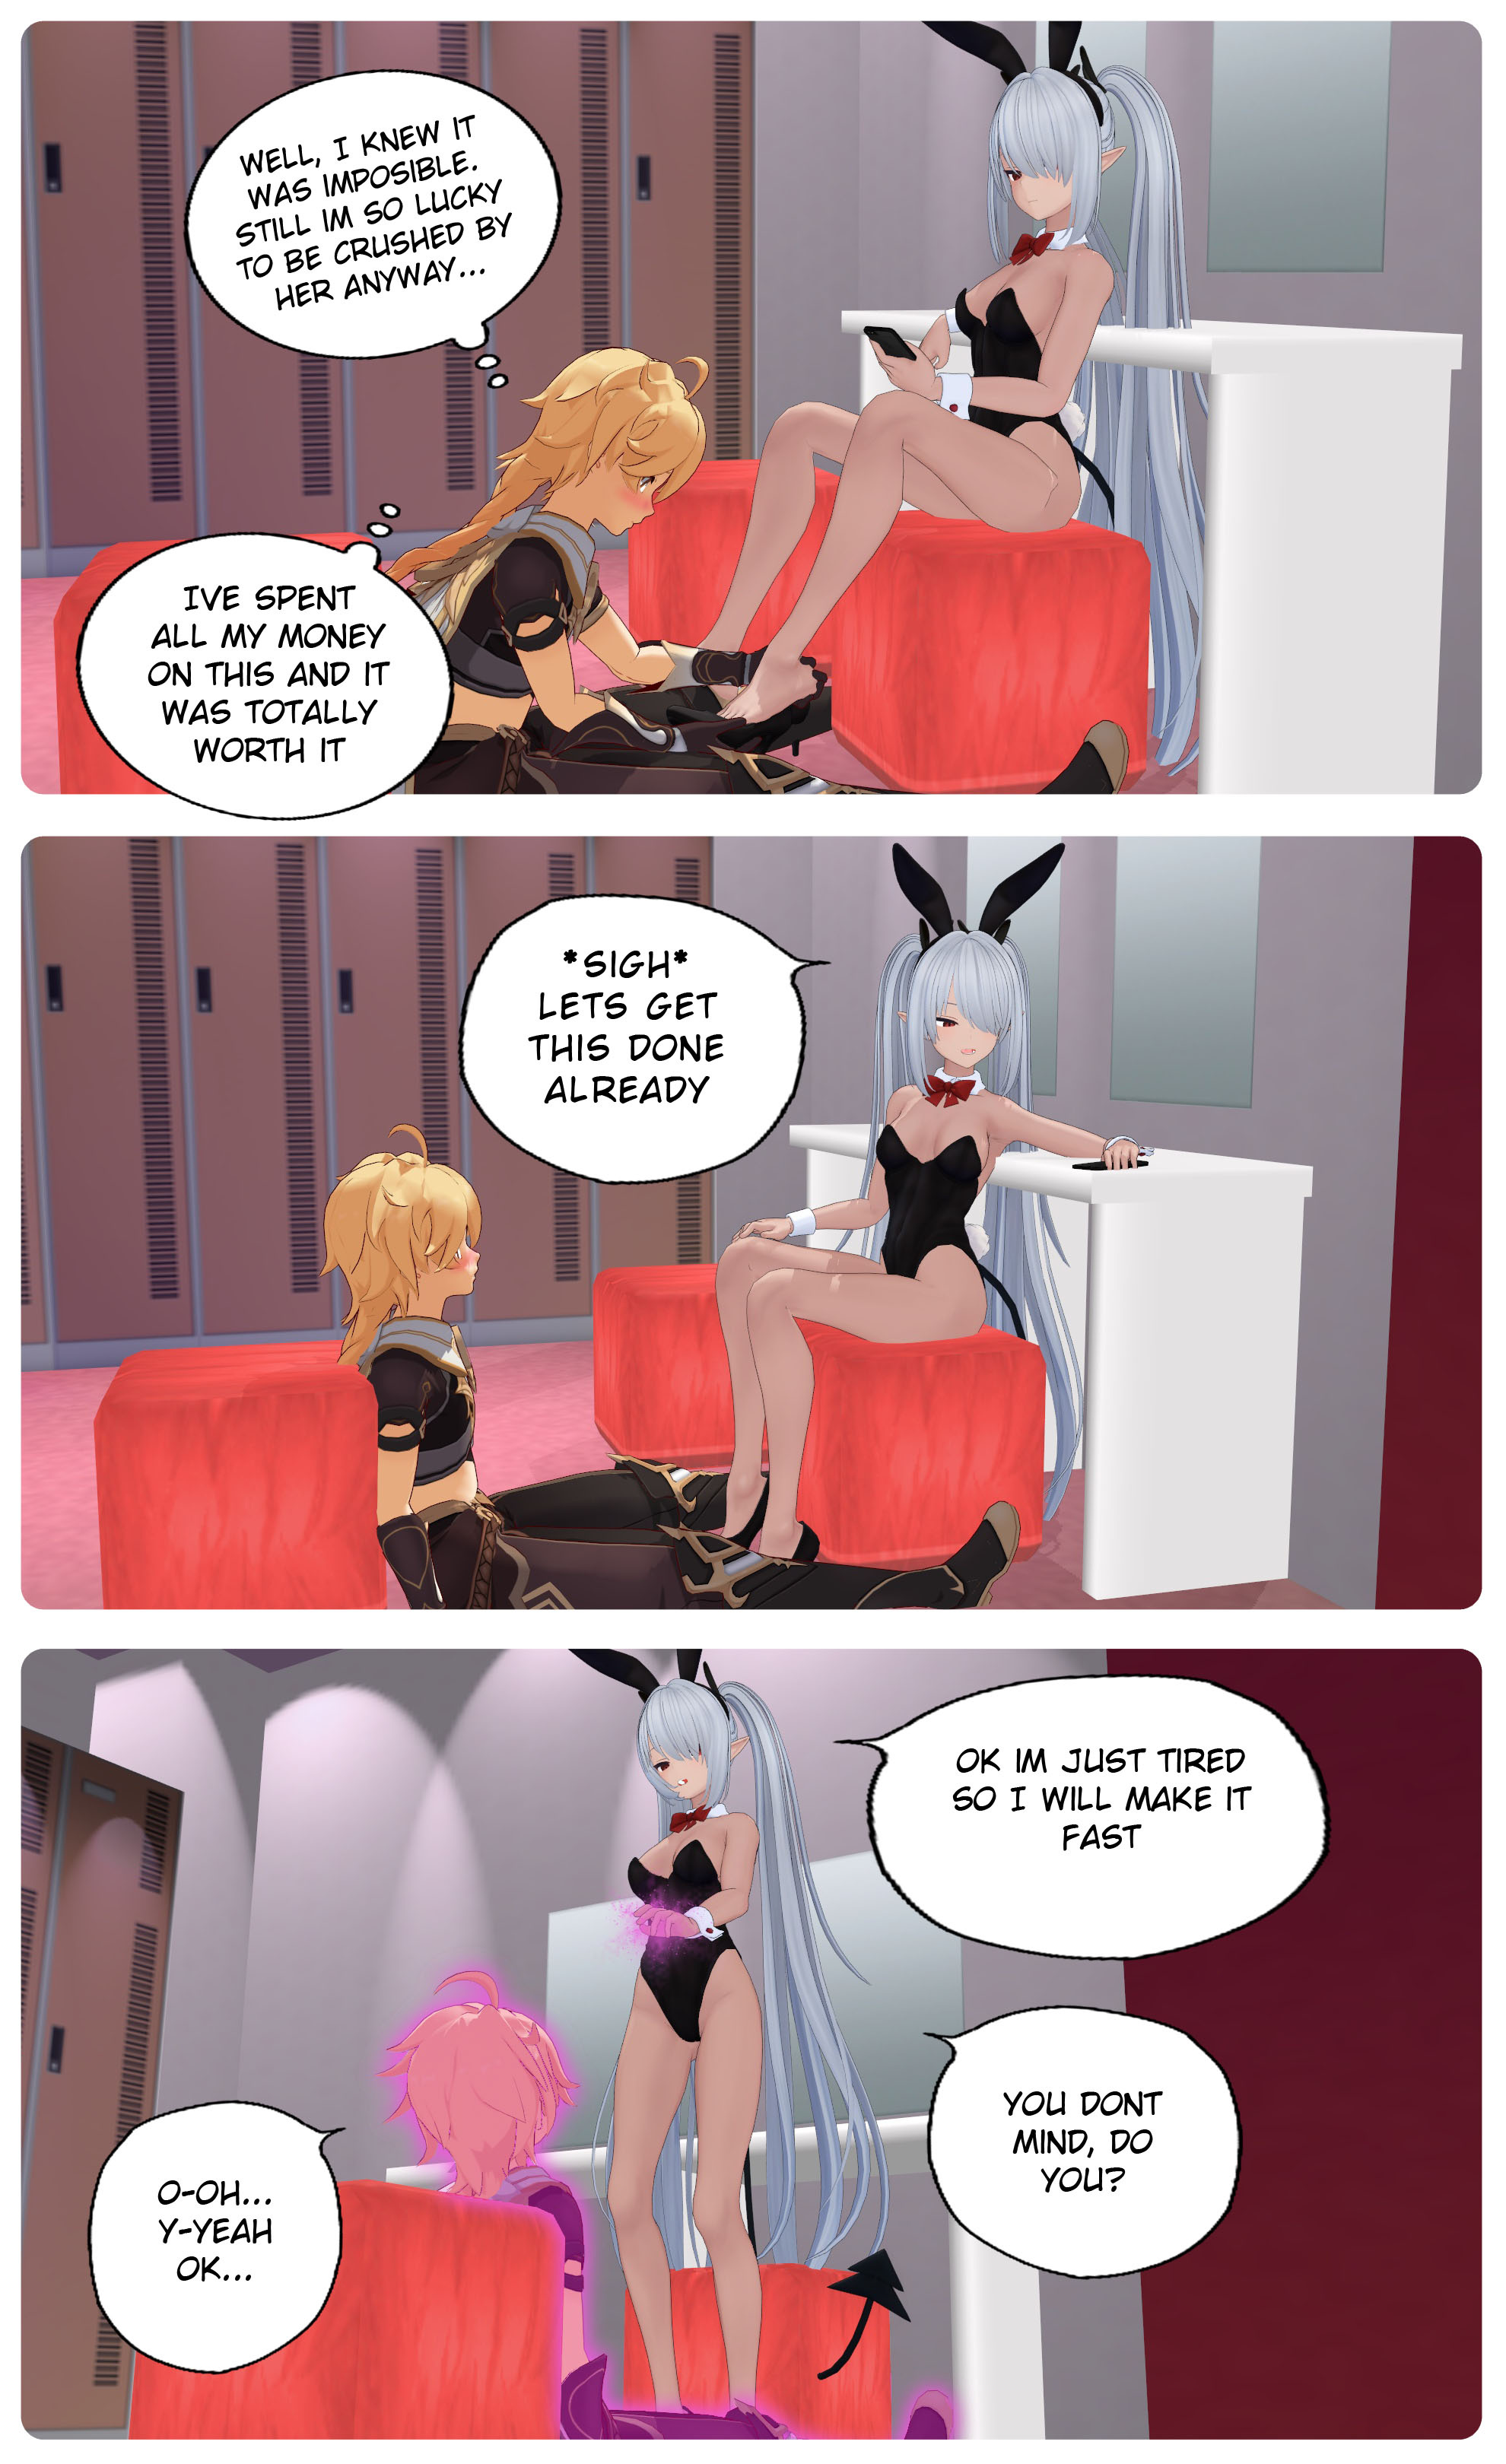 WELL, I KNEW IT
WAS IMPOSIBLE.
STILL IM SO LUCKY
TO BE CRUSHED BY
HER ANYWAY...
IVE SPENT
ALL MY MONEY
ON THIS AND IT
WAS TOTALLY
WORTH IT
*SIGH*
LETS GET
THIS DONE
ALREADY
OK IM JUST TIRED
SO I WILL MAKE IT
FAST
YOU DONT
MIND, DO
YOU?
O-OH...
Y-YEAH
OK...